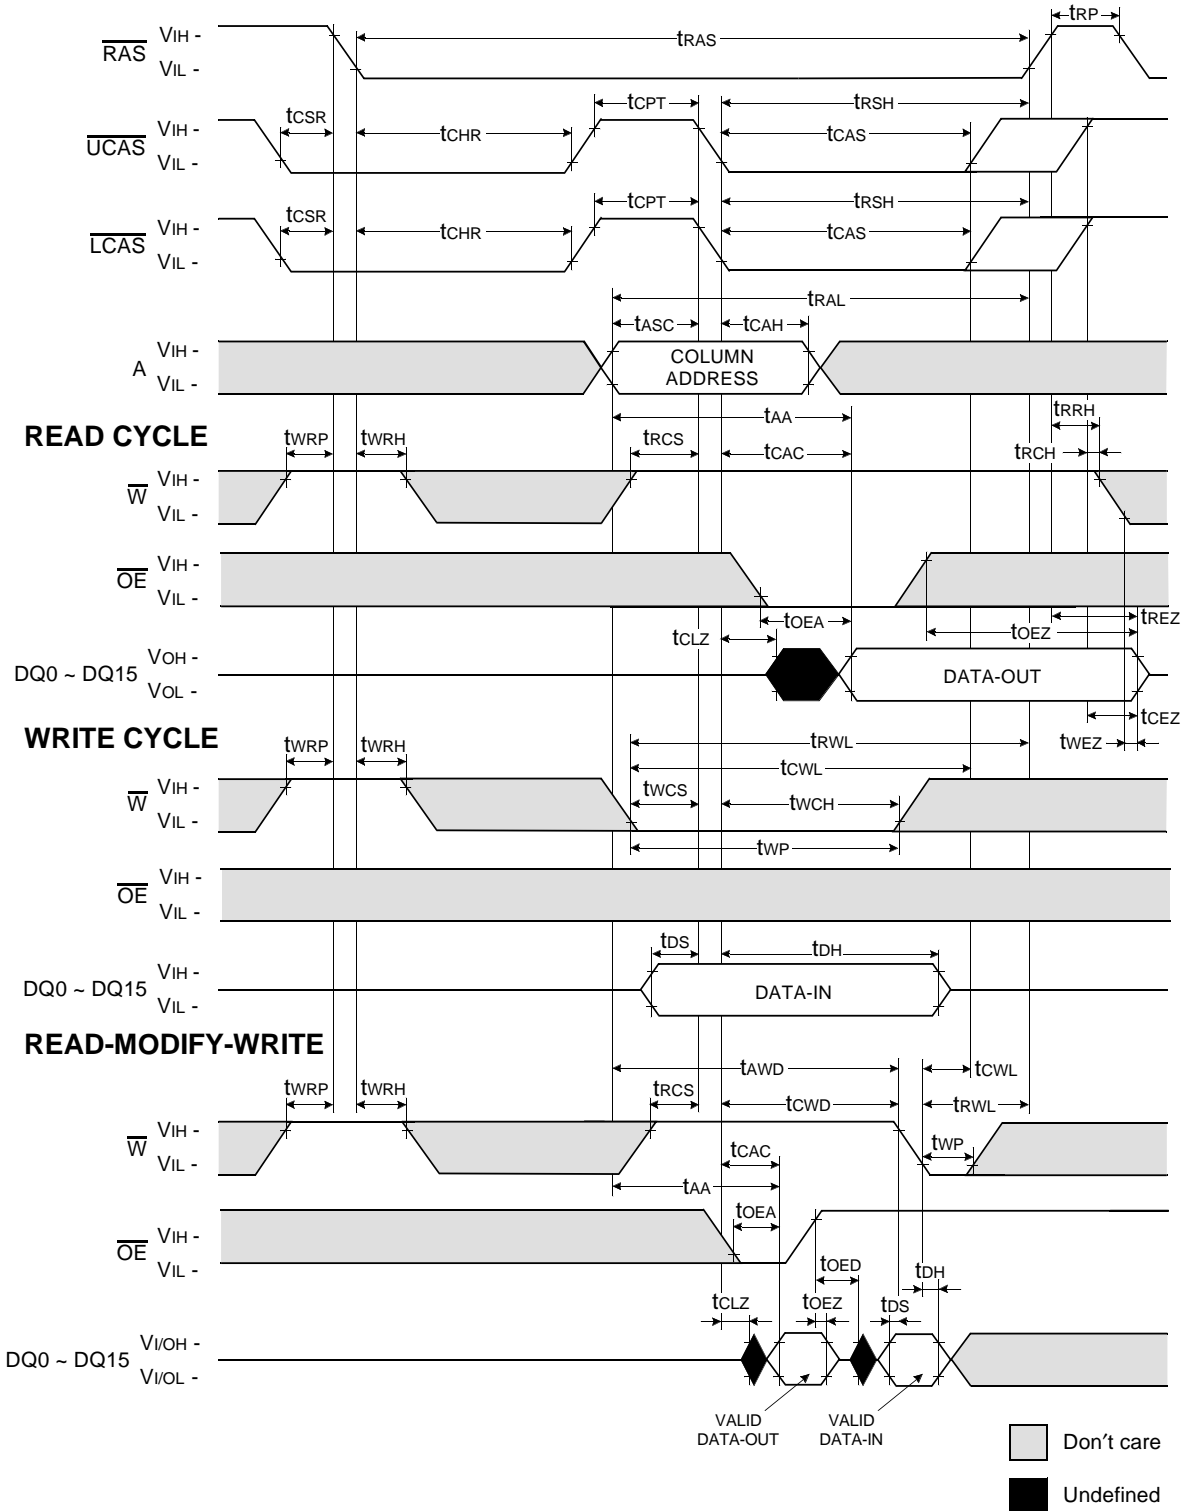 tRP
RAS VIH -
tRAS
VIL -
tCSR tCPT tRSH
UCAS VIH -
tCHR tCAS
VIL -
tCSR tCPT tRSH
LCAS VIH -
tCHR tCAS
VIL -
tRAL
tASC tCAH
A VIH -
COLUMN
ADDRESS
VIL -
tAA tRRH
READ CYCLE
tWRP tWRH tRCS tCAC tRCH
W VIH -
VIL -
OE VIH -
VIL -
tOEA tREZ
tCLZ tOEZ
DQ0 ~ DQ15 VOH -
DATA-OUT
VOL -
tCEZ
WRITE CYCLE
tWRP tWRH tRWL tWEZ
tCWL
W VIH -
tWCS tWCH
VIL -
tWP
OE VIH -
VIL -
tDS tDH
DQ0 ~ DQ15 VIH -
DATA-IN
VIL -
READ-MODIFY-WRITE
tAWD tCWL
tWRP tWRH tRCS tCWD tRWL
W VIH -
tWP
VIL -
tCAC
tAA
tOEA
OE VIH -
VIL -
tOED tDH
tCLZ tOEZ tDS
DQ0 ~ DQ15 VI/OH -
VI/OL -
VALID
DATA-OUT
VALID
DATA-IN
Don′t care
Undefined